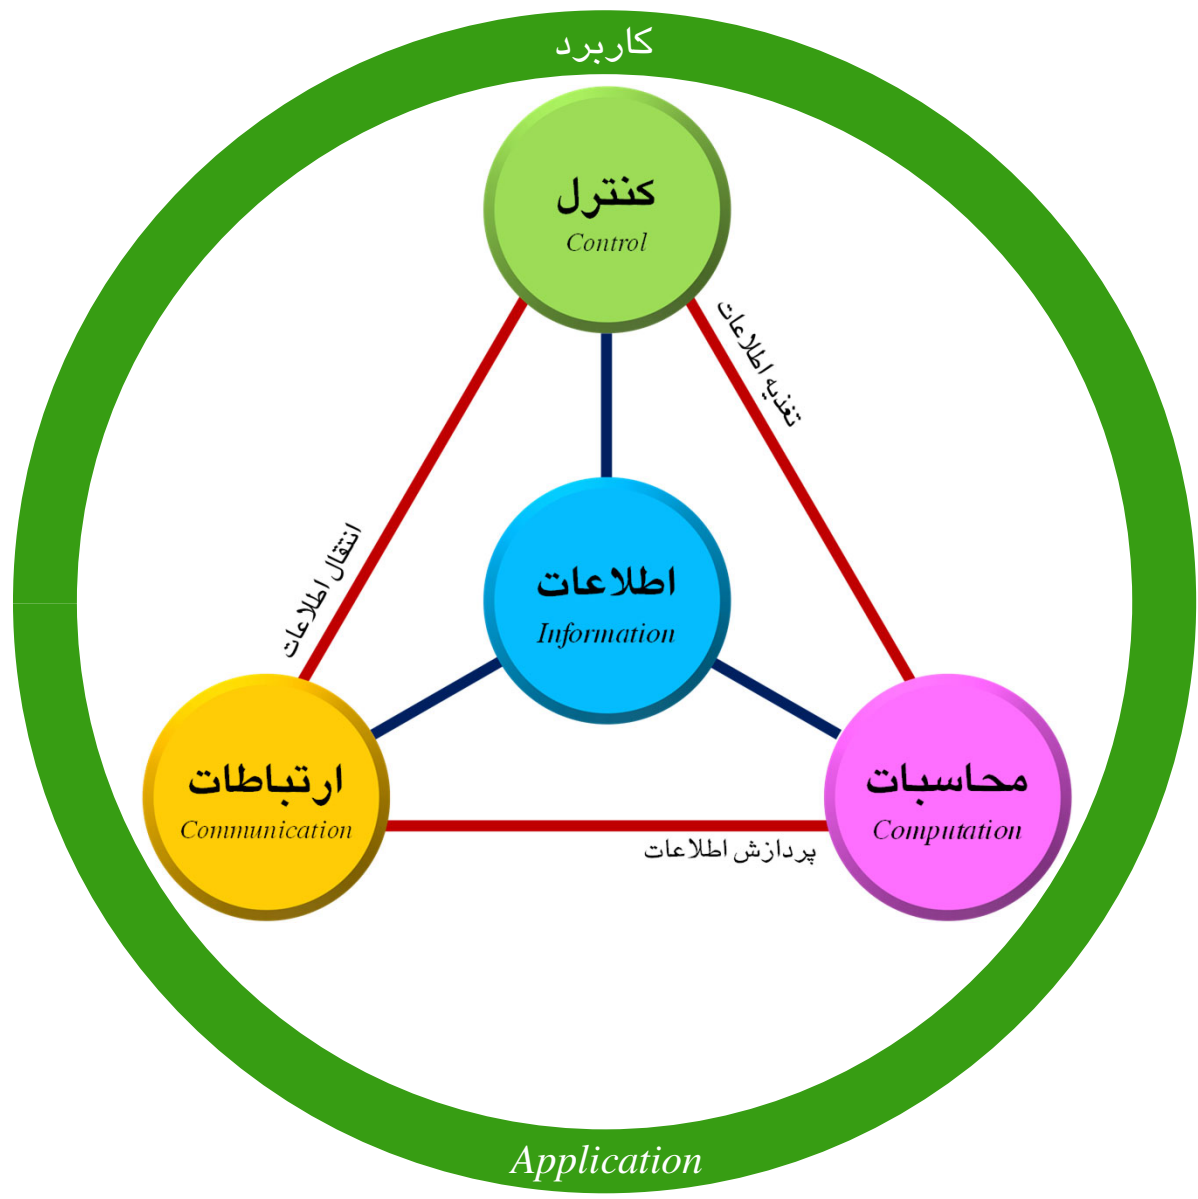 کاربرد
کنترل
Control
تغذیه اطلاعات
انتقال اطلاعات
اطلاعات
Information
ارتباطات
Communication
محاسبات
Computation
پردازش اطلاعات
Application